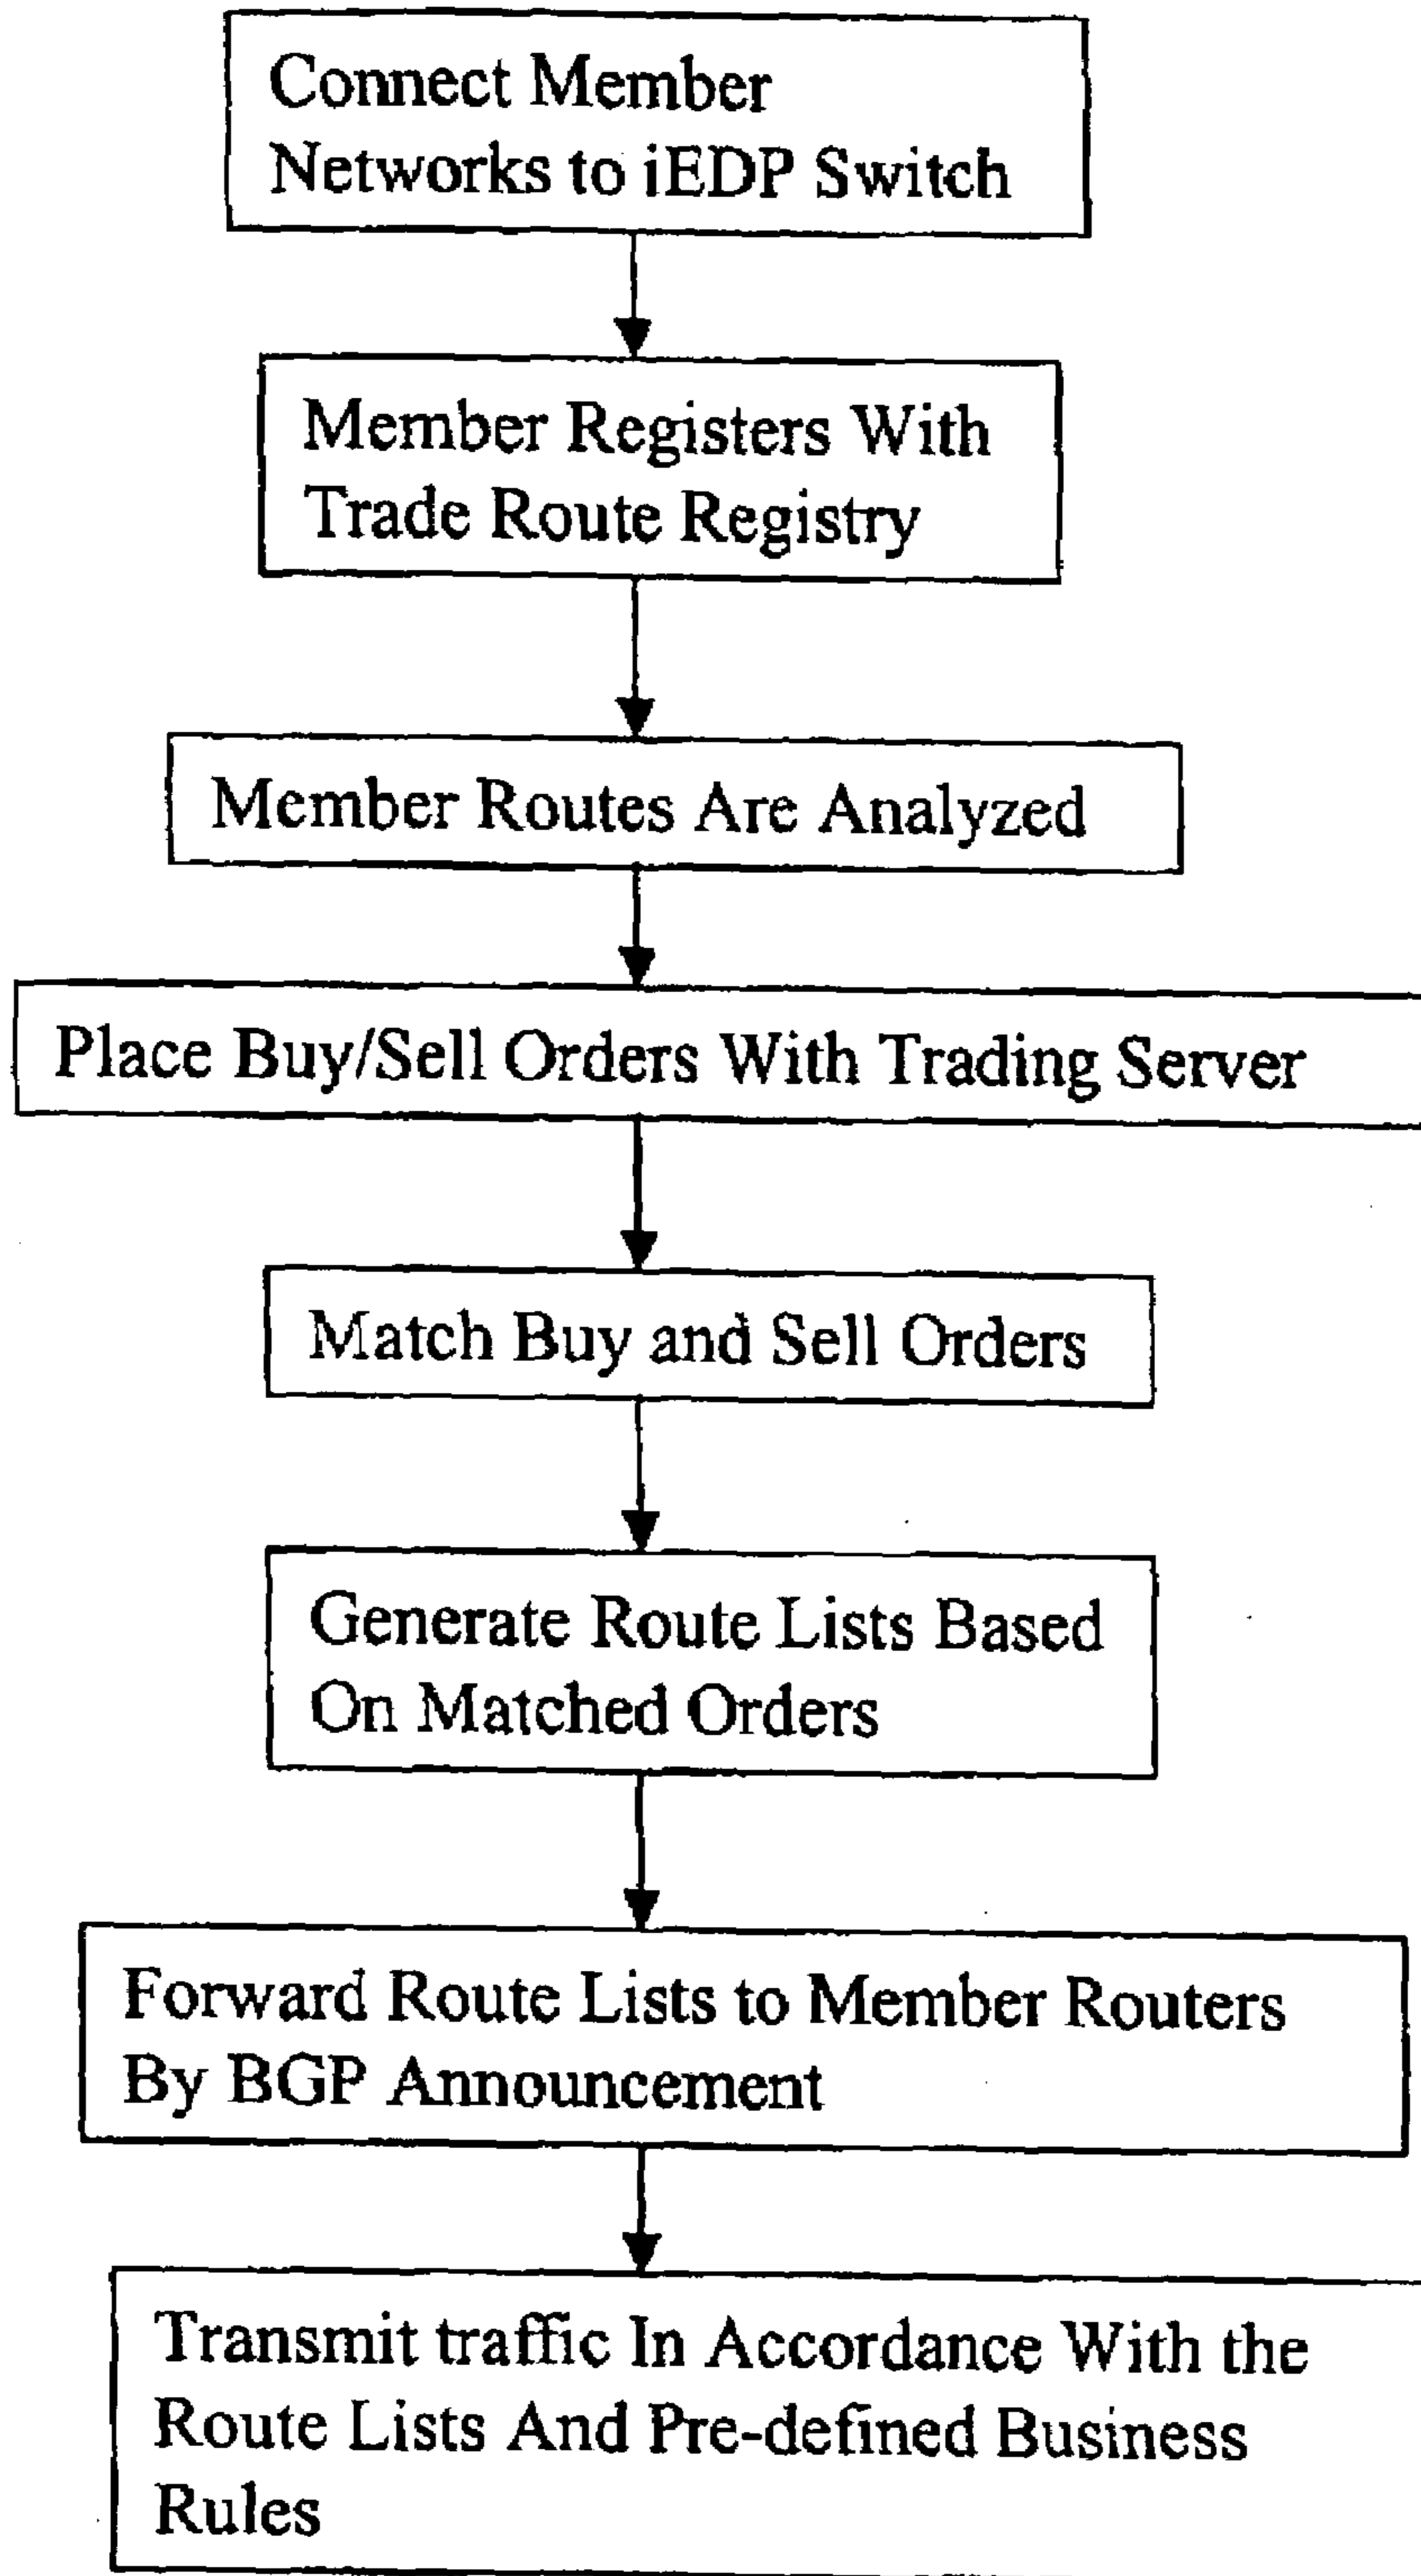 Connect Member
Networks to iEDP Switch
Member Registers With
Trade Route Registry
Member Routes Are Analyzed
Place Buy/Sell Orders With Trading Server
Match Buy and Sell Orders
Generate Route Lists Based
On Matched Orders
Forward Route Lists to Member Routers
By BGP Announcement
Transmit traffic In Accordance With the
Route Lists And Pre-defined Business
Rules